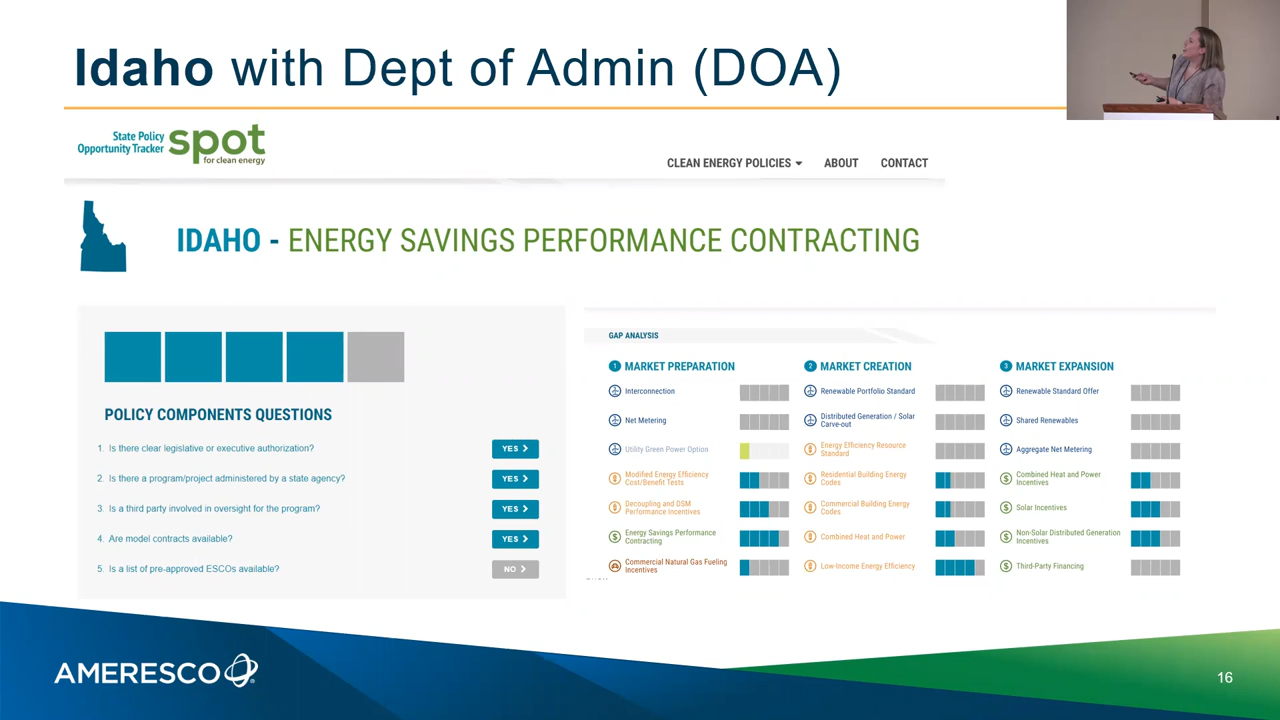 Idaho with Dept of Admin (DOA)
State Policy
Opportunity Tracker
spot
for clean energy
CLEAN ENERGY POLICIES
ABOUT
CONTACT
IDAHO - ENERGY SAVINGS PERFORMANCE CONTRACTING
POLICY COMPONENTS QUESTIONS
1. Is there clear legislative or executive authorization?
YES
2. Is there a program/project administered by a state agency?
YES
3. Is a third party involved in oversight for the program?
YES
4. Are model contracts available?
YES
5. Is a list of pre-approved ESCOs available?
NO
GAP ANALYSIS
1 MARKET PREPARATION
Interconnection
Net Metering
Utility Green Power Option
Modified Energy Efficiency
Cost/Benefit Tests
Decoupling and DSM
Performance Incentives
Energy Savings Performance
Contracting
Commercial Natural Gas Fueling
Incentives
2 MARKET CREATION
Renewable Portfolio Standard
Distributed Generation / Solar
Carve-out
Energy Efficiency Resource
Standard
Residential Building Energy
Codes
Commercial Building Energy
Codes
Combined Heat and Power
Low-Income Energy Efficiency
3 MARKET EXPANSION
Renewable Standard Offer
Shared Renewables
Aggregate Net Metering
Combined Heat and Power
Incentives
Solar Incentives
Non-Solar Distributed Generation
Incentives
Third-Party Financing
AMERESCO
16